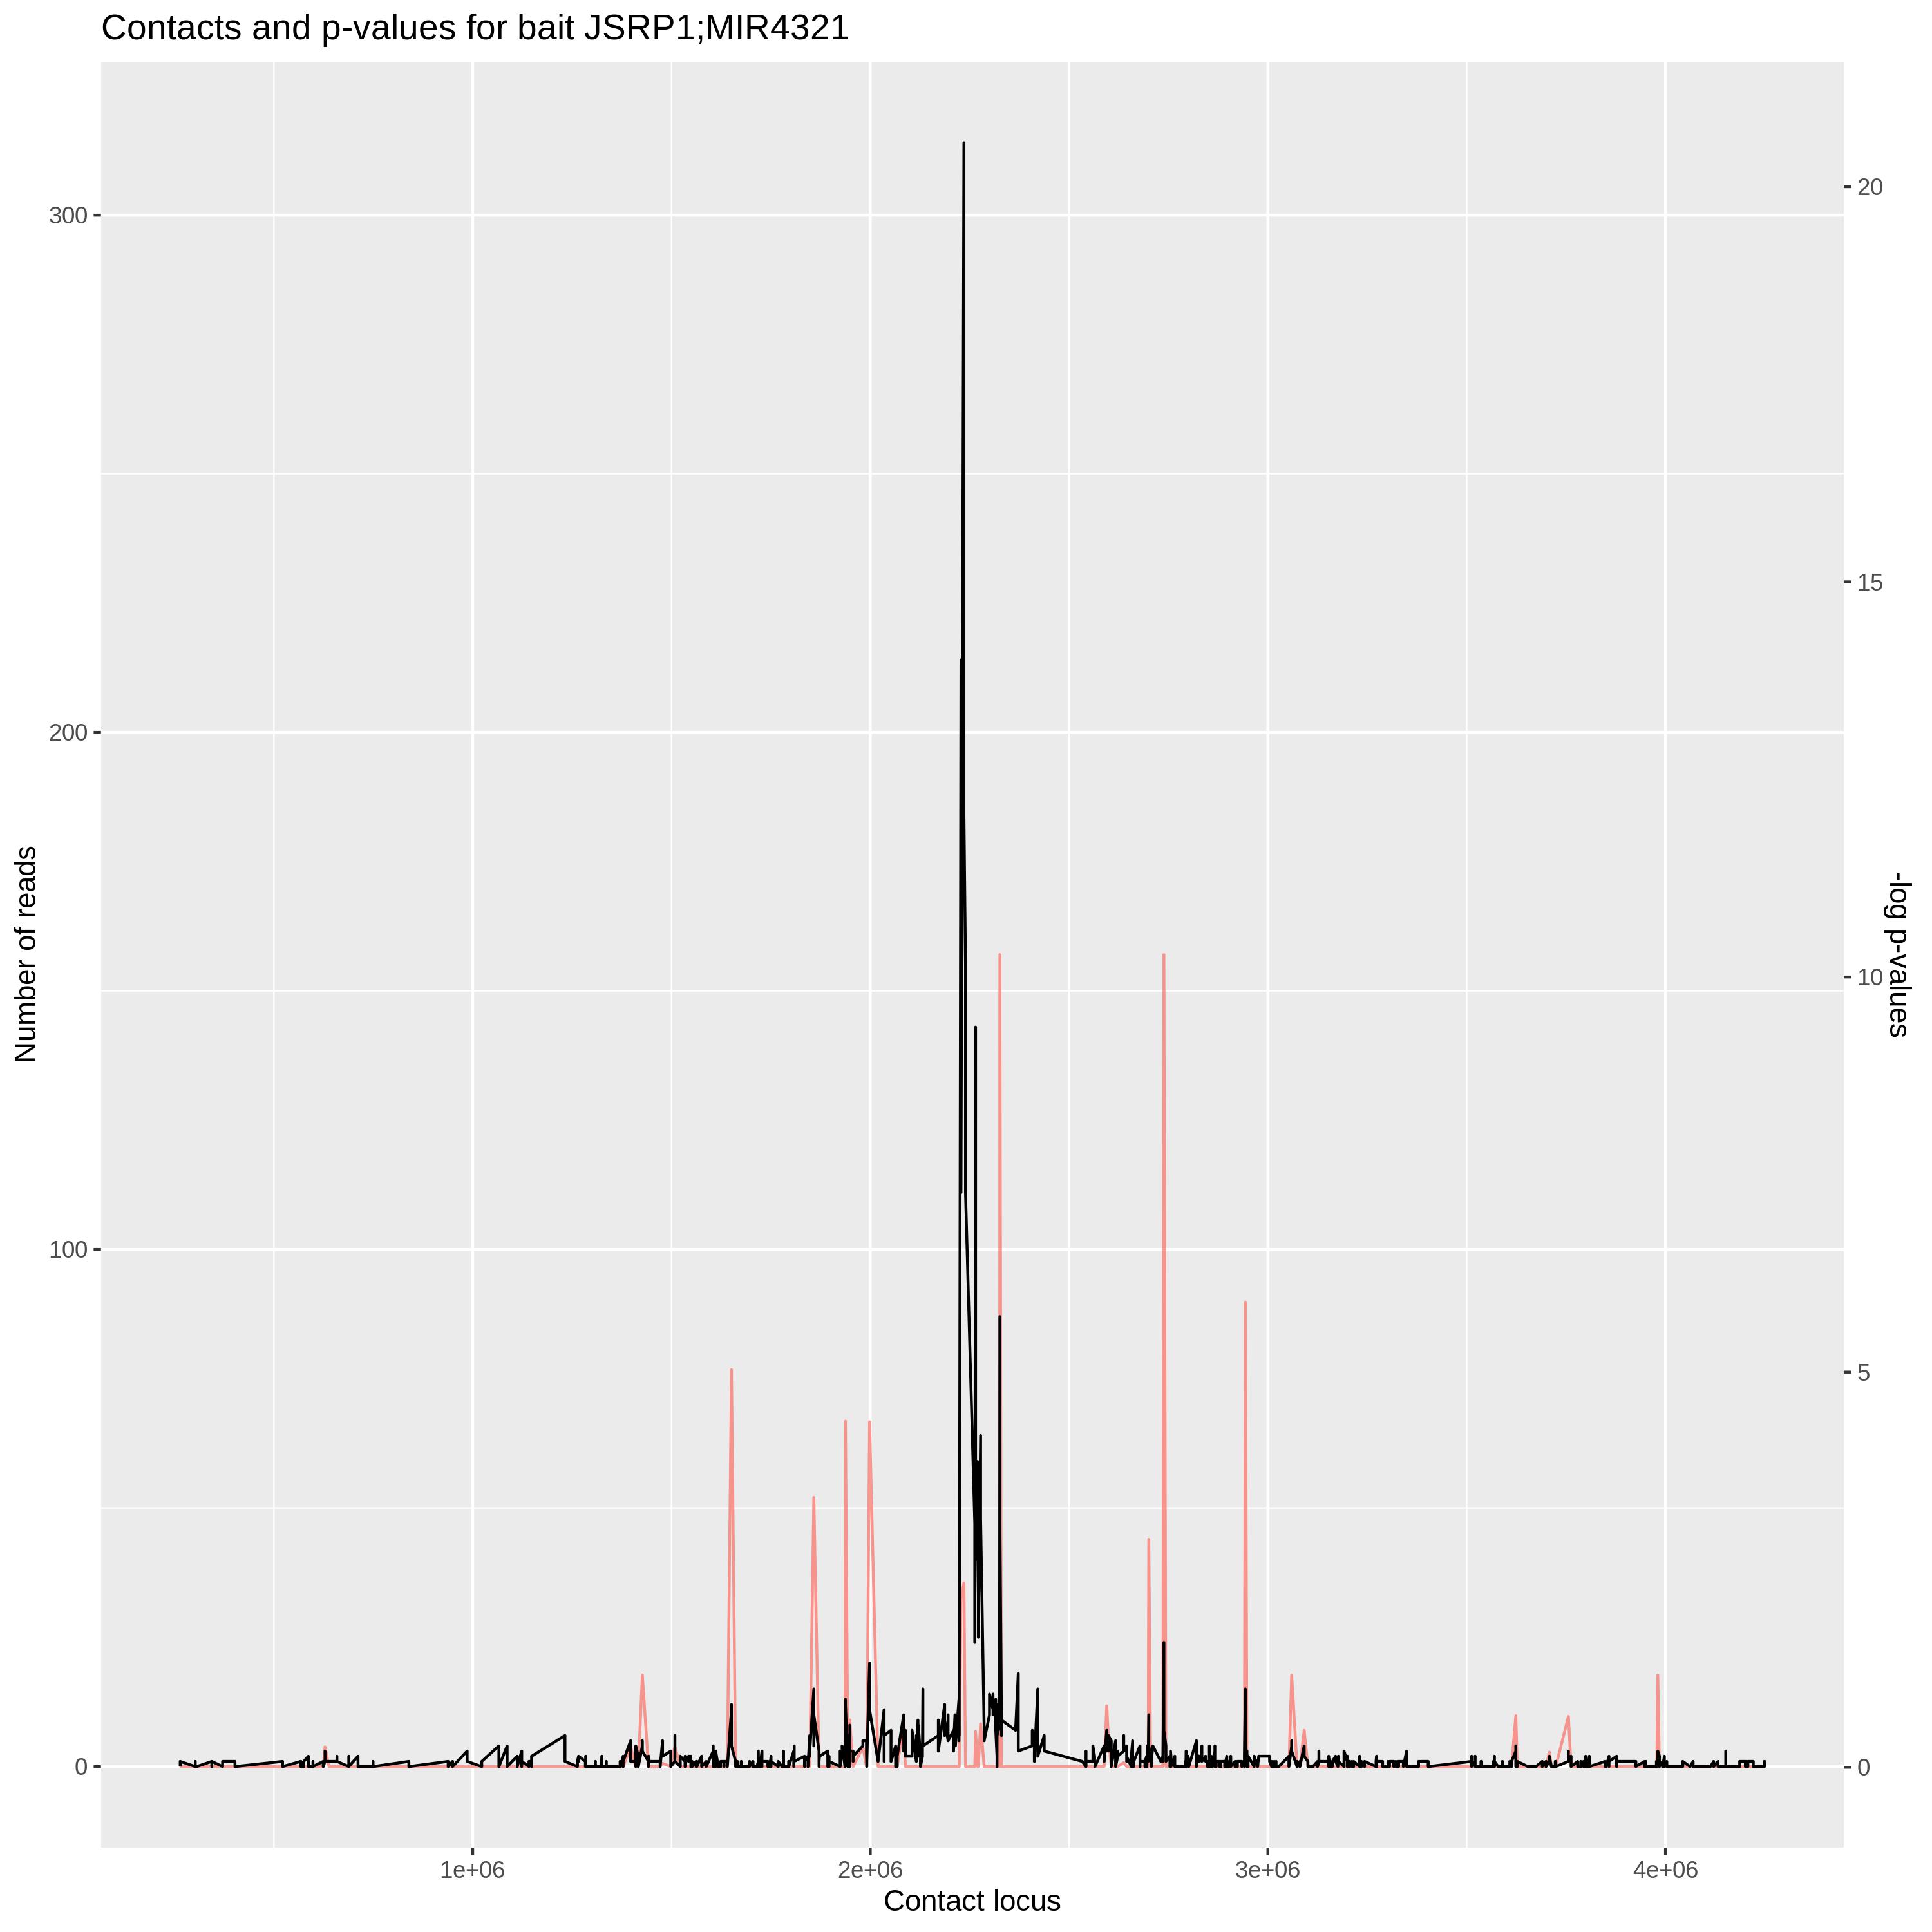 Contacts and p-values for bait JSRP1;MIR4321
300
200
100
0
Number of reads
20
15
10
5
0
-log p-values
1e+06
2e+06
3e+06
4e+06
Contact locus